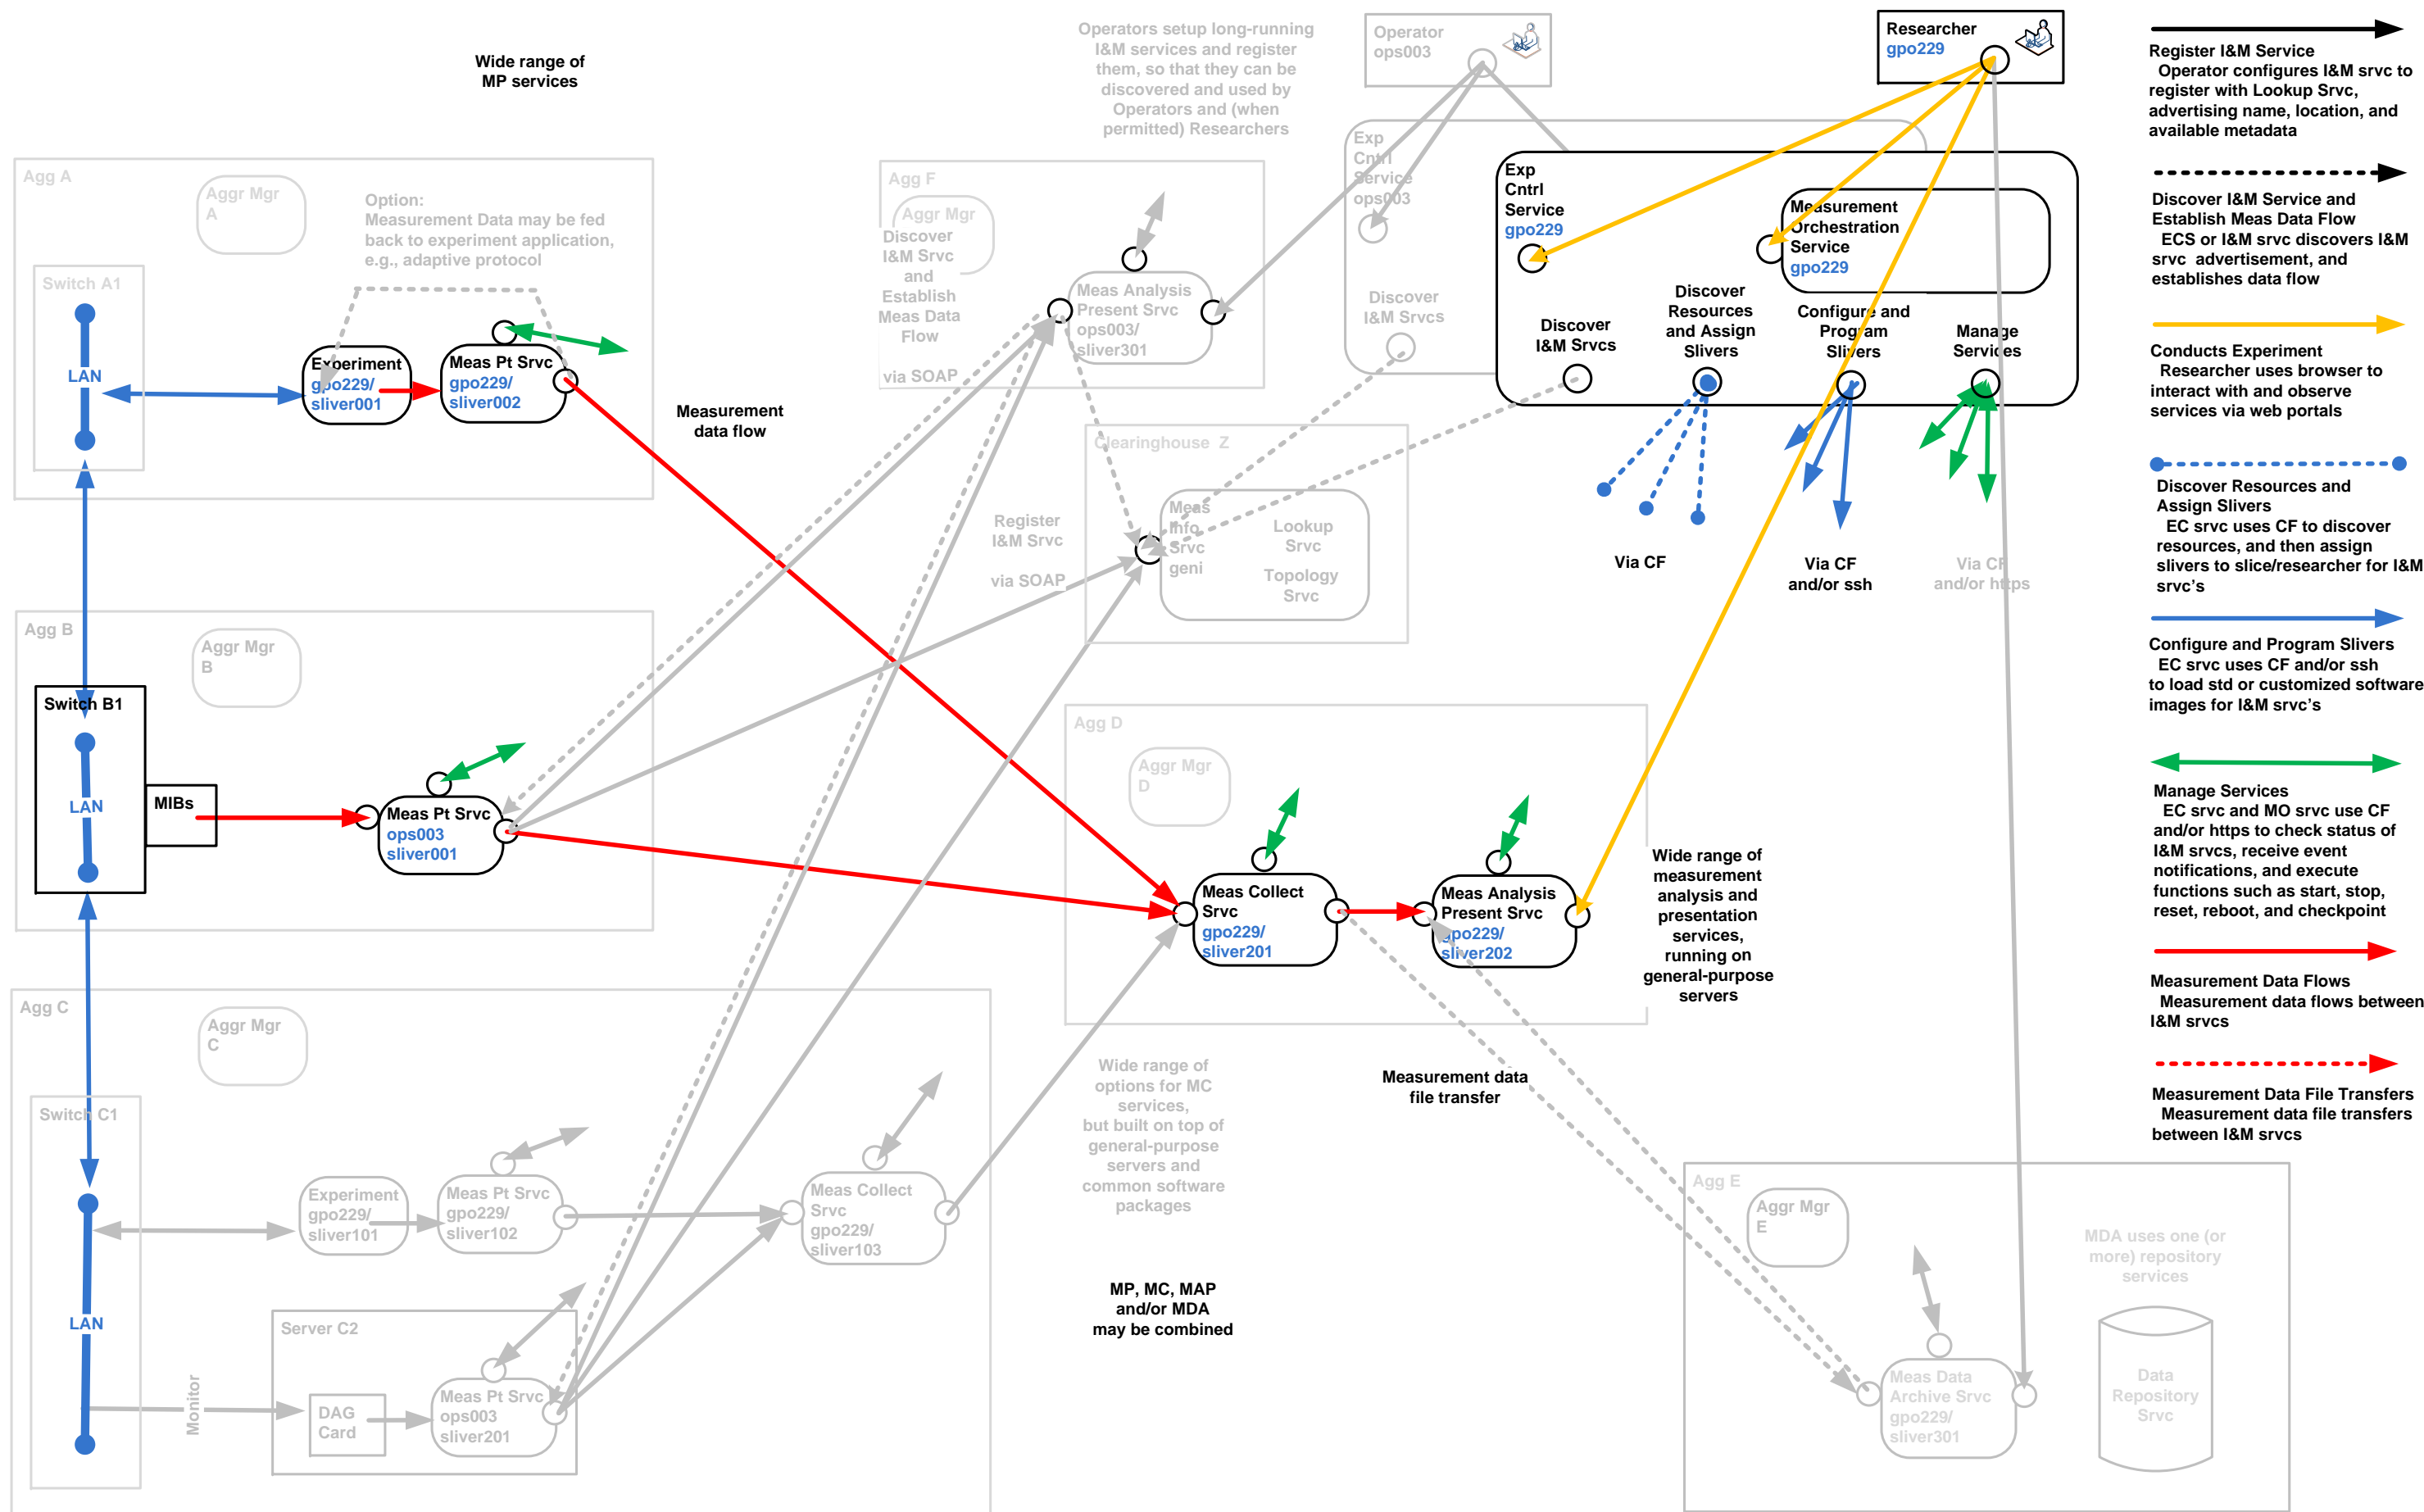 Wide range of
MP services
Operators setup long-running
I&M services and register
them, so that they can be
discovered and used by
Operators and (when
permitted) Researchers
Operator
ops003
Researcher
gpo229
Agg A
Aggr Mgr
A
Option:
Measurement Data may be fed
back to experiment application,
e.g., adaptive protocol
Switch A1
LAN
Experiment
gpo229/
sliver001
Meas Pt Srvc
gpo229/
sliver002
Measurement
data flow
Agg F
Aggr Mgr
Discover
I&M Srvc
and
Establish
Meas Data
Flow
via SOAP
Meas Analysis
Present Srvc
ops003/
sliver301
Exp
Cntrl
Service
ops003
Discover
I&M Srvcs
Exp
Cntrl
Service
gpo229
Measurement
Orchestration
Service
gpo229
Discover
I&M Srvcs
Discover
Resources
and Assign
Slivers
Configure and
Program
Slivers
Manage
Services
Via CF
Via CF
and/or ssh
Via CF
and/or https
Clearinghouse Z
Meas
Info
Srvc
geni
Lookup
Srvc
Topology
Srvc
Register
I&M Srvc
via SOAP
Agg B
Aggr Mgr
B
Switch B1
LAN
MIBs
Meas Pt Srvc
ops003
sliver001
Agg D
Aggr Mgr
D
Meas Collect
Srvc
gpo229/
sliver201
Meas Analysis
Present Srvc
gpo229/
sliver202
Wide range of
measurement
analysis and
presentation
services,
running on
general-purpose
servers
Agg C
Aggr Mgr
C
Switch C1
LAN
Experiment
gpo229/
sliver101
Meas Pt Srvc
gpo229/
sliver102
Meas Collect
Srvc
gpo229/
sliver103
Server C2
Monitor
DAG
Card
Meas Pt Srvc
ops003
sliver201
Wide range of
options for MC
services,
but built on top of
general-purpose
servers and
common software
packages
Measurement data
file transfer
MP, MC, MAP
and/or MDA
may be combined
Agg E
Aggr Mgr
E
MDA uses one (or
more) repository
services
Meas Data
Archive Srvc
gpo229/
sliver301
Data
Repository
Srvc
Register I&M Service
Operator configures I&M srvc to
register with Lookup Srvc,
advertising name, location, and
available metadata
Discover I&M Service and
Establish Meas Data Flow
ECS or I&M srvc discovers I&M
srvc advertisement, and
establishes data flow
Conducts Experiment
Researcher uses browser to
interact with and observe
services via web portals
Discover Resources and
Assign Slivers
EC srvc uses CF to discover
resources, and then assign
slivers to slice/researcher for I&M
srvc's
Configure and Program Slivers
EC srvc uses CF and/or ssh
to load std or customized software
images for I&M srvc's
Manage Services
EC srvc and MO srvc use CF
and/or https to check status of
I&M srvcs, receive event
notifications, and execute
functions such as start, stop,
reset, reboot, and checkpoint
Measurement Data Flows
Measurement data flows between
I&M srvcs
Measurement Data File Transfers
Measurement data file transfers
between I&M srvcs